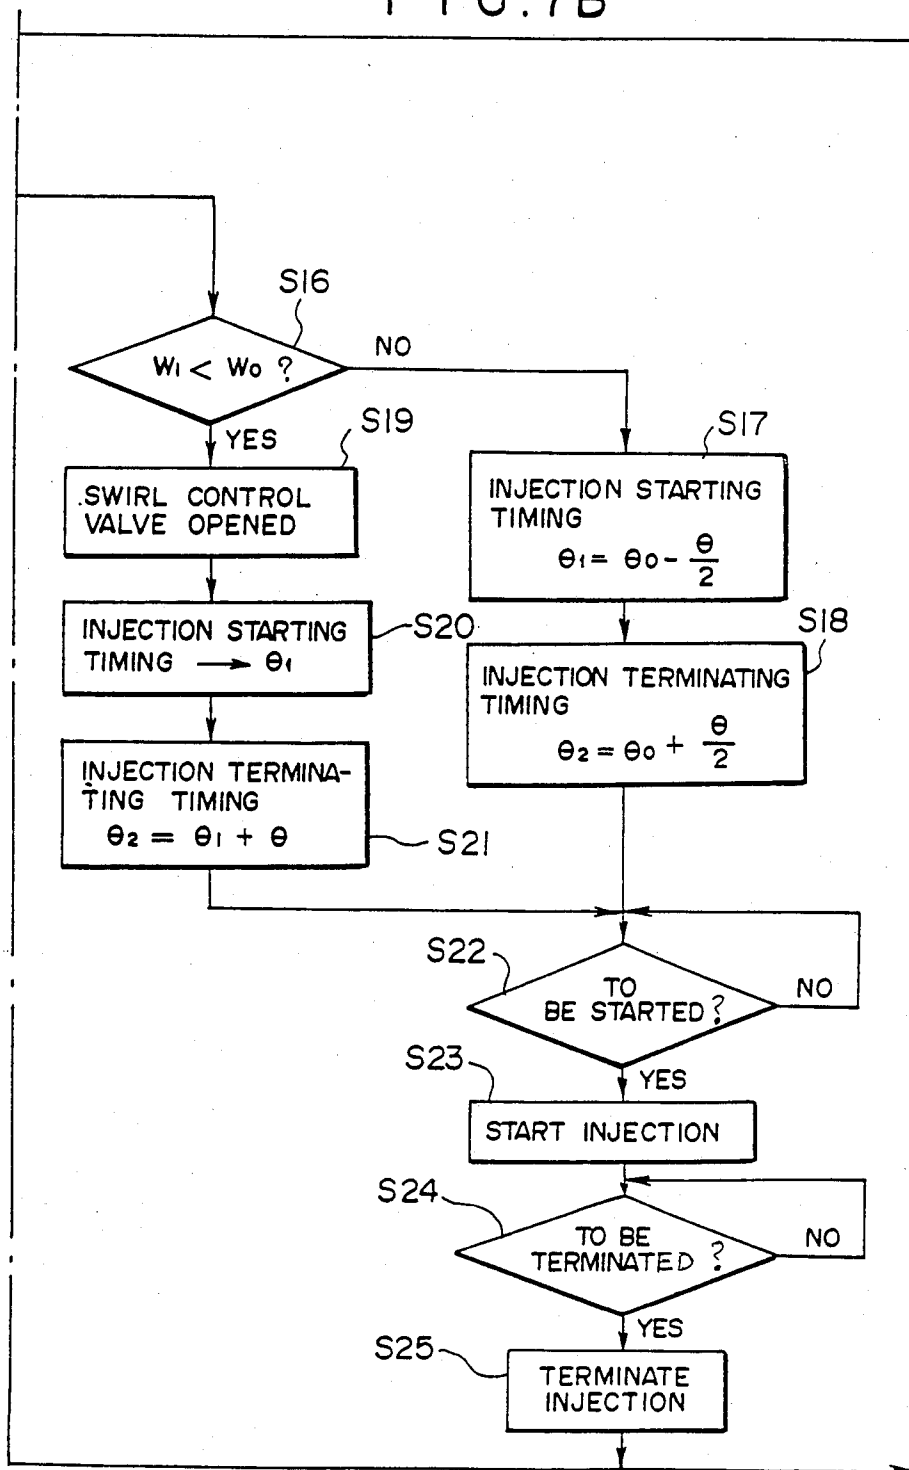 FIG. 7B
S16
W1 < W0 ?
NO
YES
S19
SWIRL CONTROL
VALVE OPENED
S17
INJECTION STARTING
TIMING
θ1 = θ0 - θ/2
INJECTION STARTING
TIMING → θ1
S20
S18
INJECTION TERMINATING
TIMING
θ2 = θ0 + θ/2
INJECTION TERMINA-
TING TIMING
θ2 = θ1 + θ
S21
S22
TO
BE STARTED?
NO
YES
S23
START INJECTION
S24
TO BE
TERMINATED ?
NO
YES
S25
TERMINATE
INJECTION